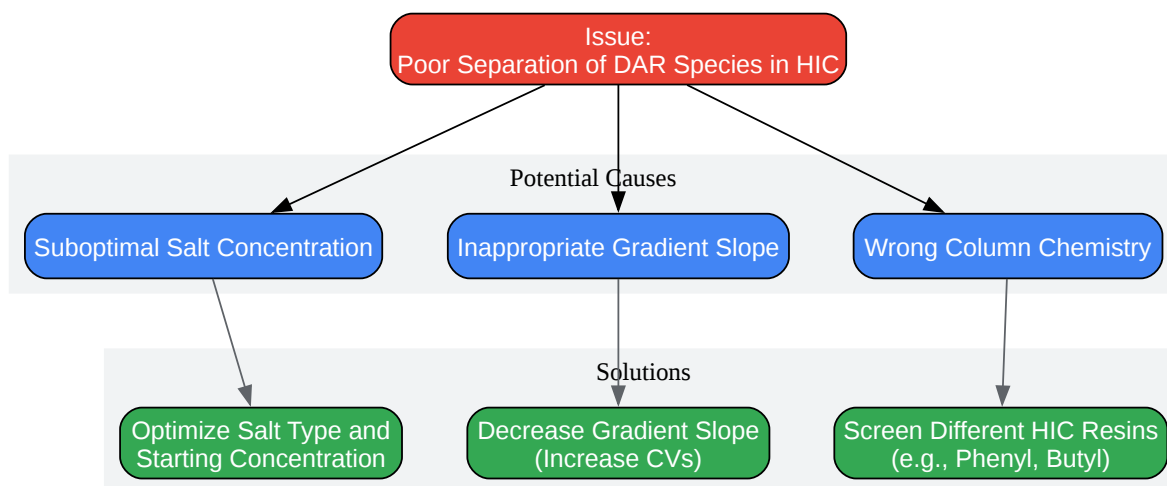 Issue:
Poor Separation of DAR Species in HIC
Potential Causes
Suboptimal Salt Concentration
Inappropriate Gradient Slope
Wrong Column Chemistry
Solutions
Optimize Salt Type and
Starting Concentration
Decrease Gradient Slope
(Increase CVs)
Screen Different HIC Resins
(e.g., Phenyl, Butyl)